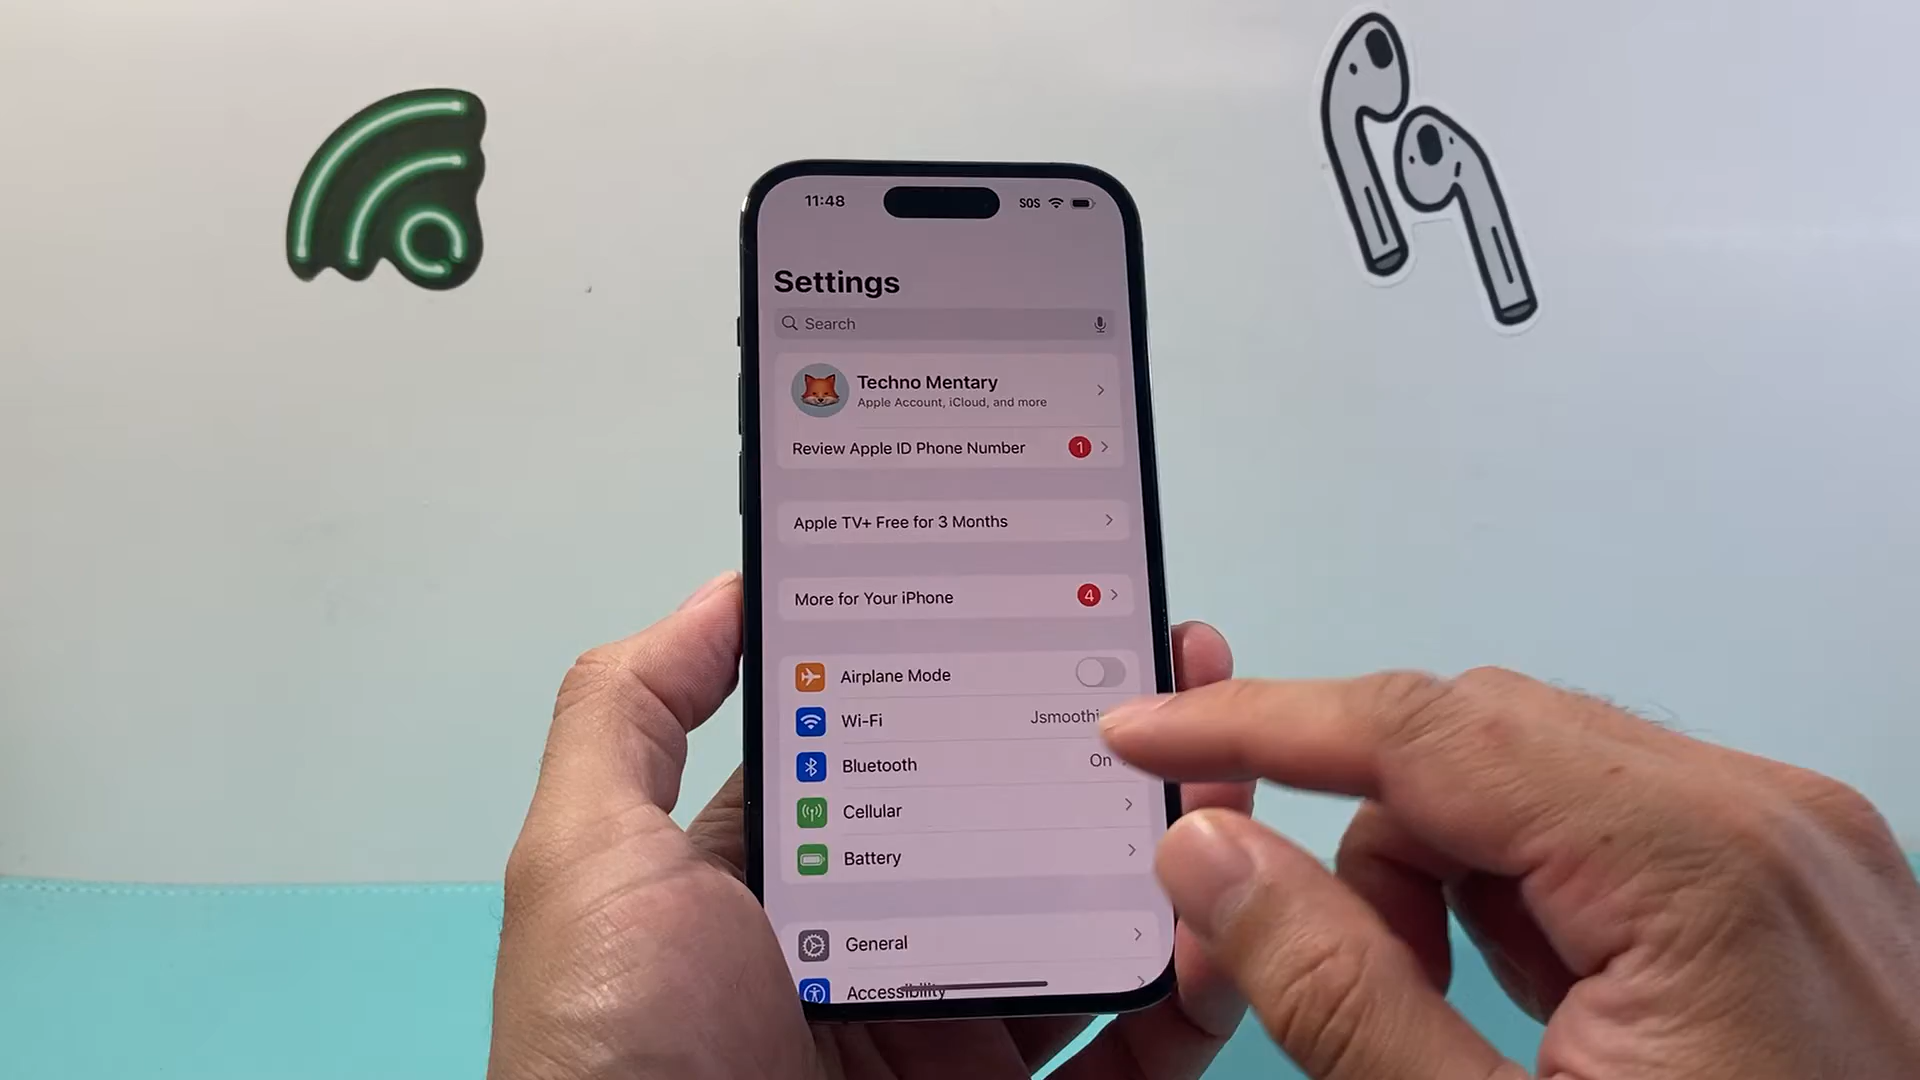 11:48
SOS
Settings
Search
Techno Mentary
Apple Account, iCloud, and more
Review Apple ID Phone Number 1
Apple TV+ Free for 3 Months
More for Your iPhone 4
Airplane Mode
Wi-Fi
Bluetooth On
Cellular
Battery
General
Accessibility